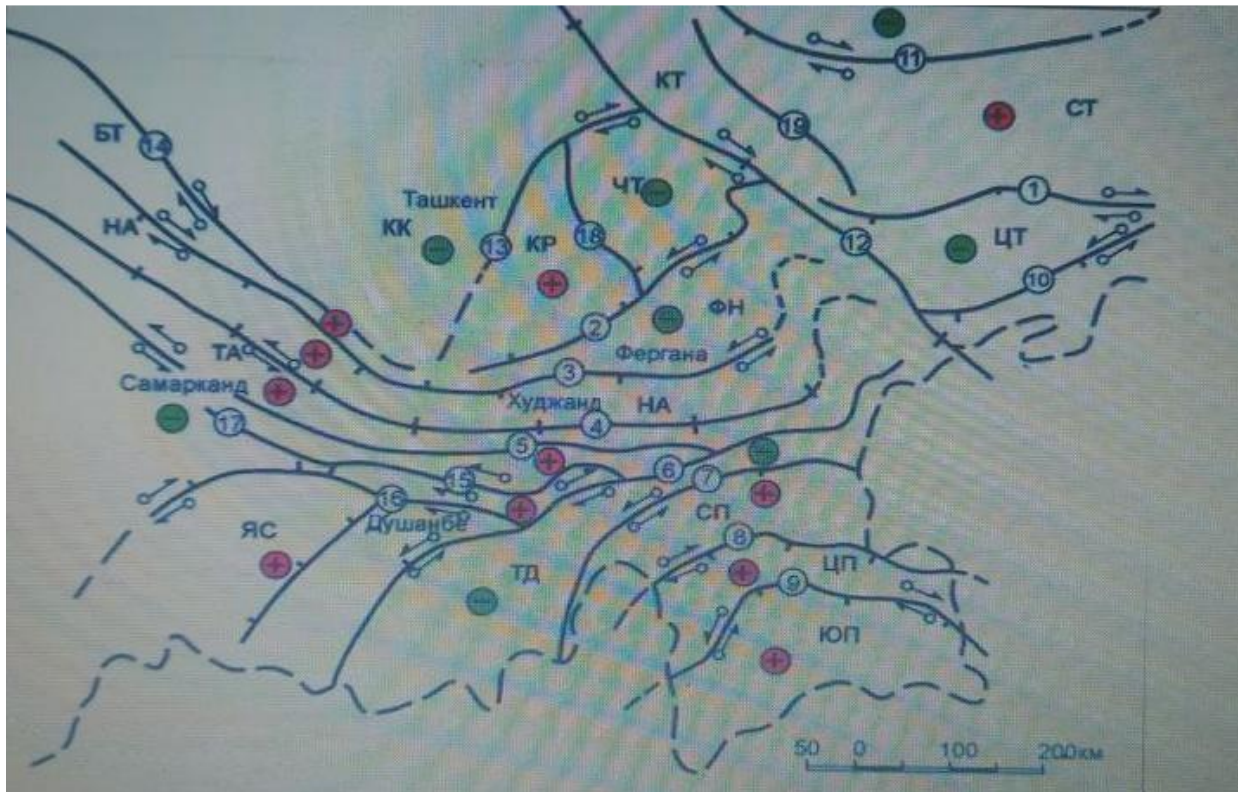 11
КТ
19
СТ
БТ
14
ЧТ
1
Ташкент
НА
КК
13
КР
18
12
ЦТ
10
ФН
2
ТА
Фергана
3
Самарканд
Худжанд
НА
4
17
5
6
7
15
16
СП
Душанбе
ЯС
8
ЦП
ТД
9
ЮП
50 0 100 200км